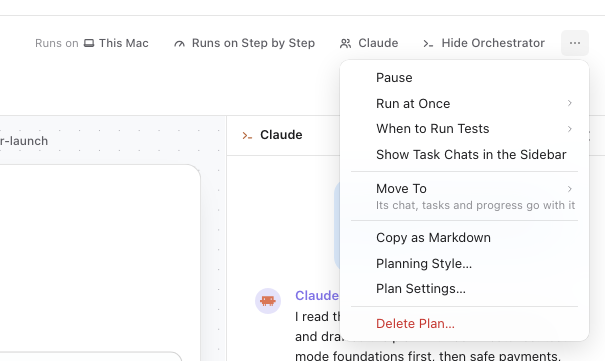 Runs on This Mac Runs on Step by Step Claude Hide Orchestrator ...
r-launch
Claude
Pause
Run at Once
When to Run Tests
Show Task Chats in the Sidebar
Move To
Its chat, tasks and progress go with it
Copy as Markdown
Planning Style...
Plan Settings...
Delete Plan...
Claude
I read th
and dra
mode foundations first, then safe payments,